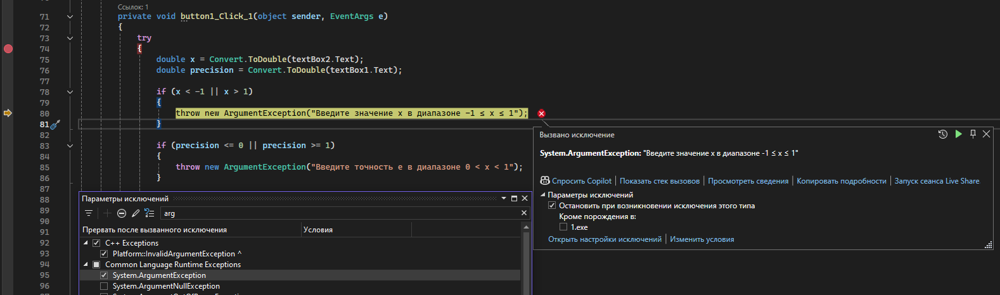 Ссылок: 1
71 private void button1_Click_1(object sender, EventArgs e)
72 {
73 try
74 {
75 double x = Convert.ToDouble(textBox2.Text);
76 double precision = Convert.ToDouble(textBox1.Text);
77
78 if (x < -1 || x > 1)
79 {
80 throw new ArgumentException("Введите значение x в диапазоне -1 ≤ x ≤ 1");
81 }
82
83 if (precision <= 0 || precision >= 1)
84 {
85 throw new ArgumentException("Введите точность e в диапазоне 0 < x < 1");
86 }
87
88
89
90
91
92
93
94
95
96
Вызвано исключение
System.ArgumentException: "Введите значение x в диапазоне -1 ≤ x ≤ 1"
Спросить Copilot | Показать стек вызовов | Просмотреть сведения | Копировать подробности | Запуск сеанса Live Share
Параметры исключений
Остановить при возникновении исключения этого типа
Кроме порождения в:
1.exe
Открыть настройки исключений | Изменить условия
Параметры исключений
arg
Прервать после вызванного исключения Условия
C++ Exceptions
Platform::InvalidArgumentException ^
Common Language Runtime Exceptions
System.ArgumentException
System.ArgumentNullException